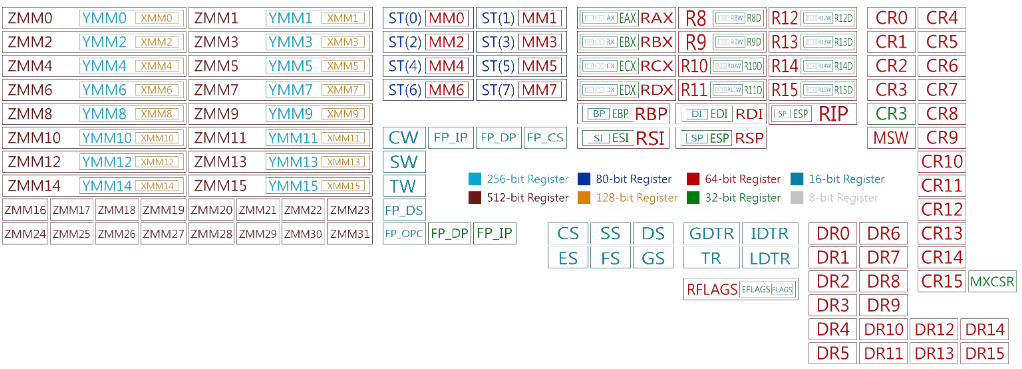 ZMM0 YMM0 XMM0 ZMM1 YMM1 XMM1 ST(0) MM0 ST(1) MM1 AX EAX RAX R8 R8W R8D R12 R12W R12D CR0 CR4
ZMM2 YMM2 XMM2 ZMM3 YMM3 XMM3 ST(2) MM2 ST(3) MM3 BX EBX RBX R9 R9W R9D R13 R13W R13D CR1 CR5
ZMM4 YMM4 XMM4 ZMM5 YMM5 XMM5 ST(4) MM4 ST(5) MM5 CX ECX RCX R10 R10W R10D R14 R14W R14D CR2 CR6
ZMM6 YMM6 XMM6 ZMM7 YMM7 XMM7 ST(6) MM6 ST(7) MM7 DX EDX RDX R11 R11W R11D R15 R15W R15D CR3 CR7
ZMM8 YMM8 XMM8 ZMM9 YMM9 XMM9 BP EBP RBP DI EDI RDI SP ESP RIP CR3 CR8
ZMM10 YMM10 XMM10 ZMM11 YMM11 XMM11 CW FP_IP FP_DP FP_CS SI ESI RSI SP ESP RSP MSW CR9
ZMM12 YMM12 XMM12 ZMM13 YMM13 XMM13 SW CR10
ZMM14 YMM14 XMM14 ZMM15 YMM15 XMM15 TW 256-bit Register 80-bit Register 64-bit Register 16-bit Register CR11
ZMM16 ZMM17 ZMM18 ZMM19 ZMM20 ZMM21 ZMM22 ZMM23 FP_DS 512-bit Register 128-bit Register 32-bit Register 8-bit Register CR12
ZMM24 ZMM25 ZMM26 ZMM27 ZMM28 ZMM29 ZMM30 ZMM31 FP_OPC FP_DP FP_IP CS SS DS GDTR IDTR DR0 DR6 CR13
ES FS GS TR LDTR DR1 DR7 CR14
DR2 DR8 CR15 MXCSR
RFLAGS EFLAGS FLAGS
DR3 DR9
DR4 DR10 DR12 DR14
DR5 DR11 DR13 DR15